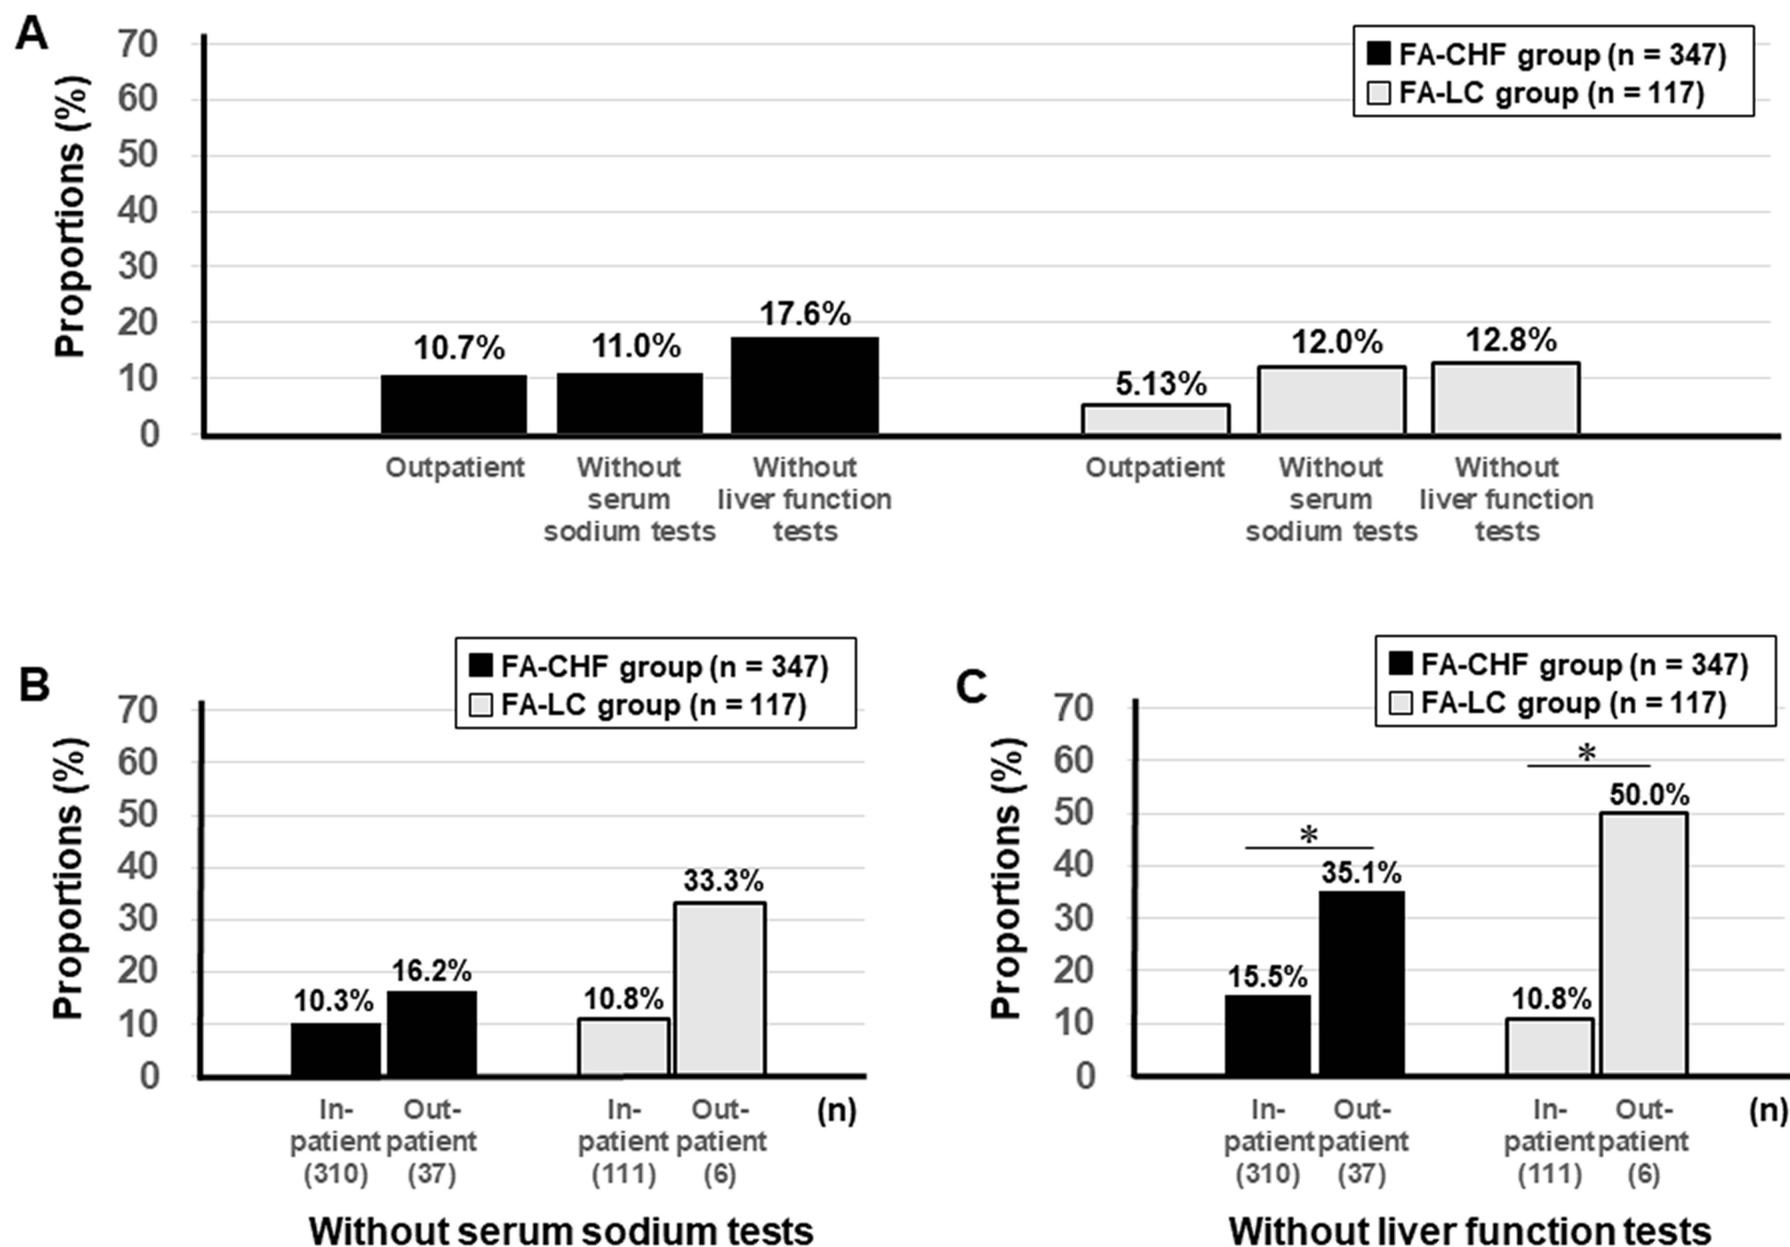 A
Proportions (%)
70
60
50
40
30
20
10
0
FA-CHF group (n = 347)
FA-LC group (n = 117)
10.7%
11.0%
17.6%
5.13%
12.0%
12.8%
Outpatient
Without
serum
sodium tests
Without
liver function
tests
Outpatient
Without
serum
sodium tests
Without
liver function
tests
B
Proportions (%)
70
60
50
40
30
20
10
0
FA-CHF group (n = 347)
FA-LC group (n = 117)
10.3%
16.2%
10.8%
33.3%
In-
patient
(310)
Out-
patient
(37)
In-
patient
(111)
Out-
patient
(6)
(n)
Without serum sodium tests
C
Proportions (%)
70
60
50
40
30
20
10
0
FA-CHF group (n = 347)
FA-LC group (n = 117)
*
*
15.5%
35.1%
10.8%
50.0%
In-
patient
(310)
Out-
patient
(37)
In-
patient
(111)
Out-
patient
(6)
(n)
Without liver function tests